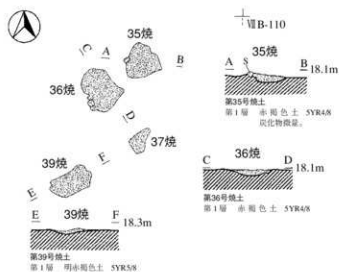 Ⅶ B-110
35焼
A
B
C
36焼
D
37焼
39焼
E
F
35焼
A
S
B
18.1m
第35号焼土
第1層 赤褐色土 5YR4/8
炭化物微量。
36焼
C
D
18.1m
第36号焼土
第1層 赤褐色土 5YR4/8
E
39焼
F
18.3m
第39号焼土
第1層 明赤褐色土 5YR5/8